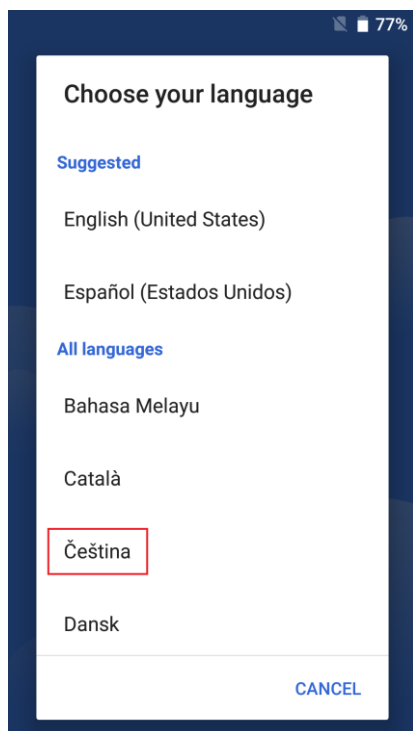 77%
Choose your language
Suggested
English (United States)
Español (Estados Unidos)
All languages
Bahasa Melayu
Català
Čeština
Dansk
CANCEL